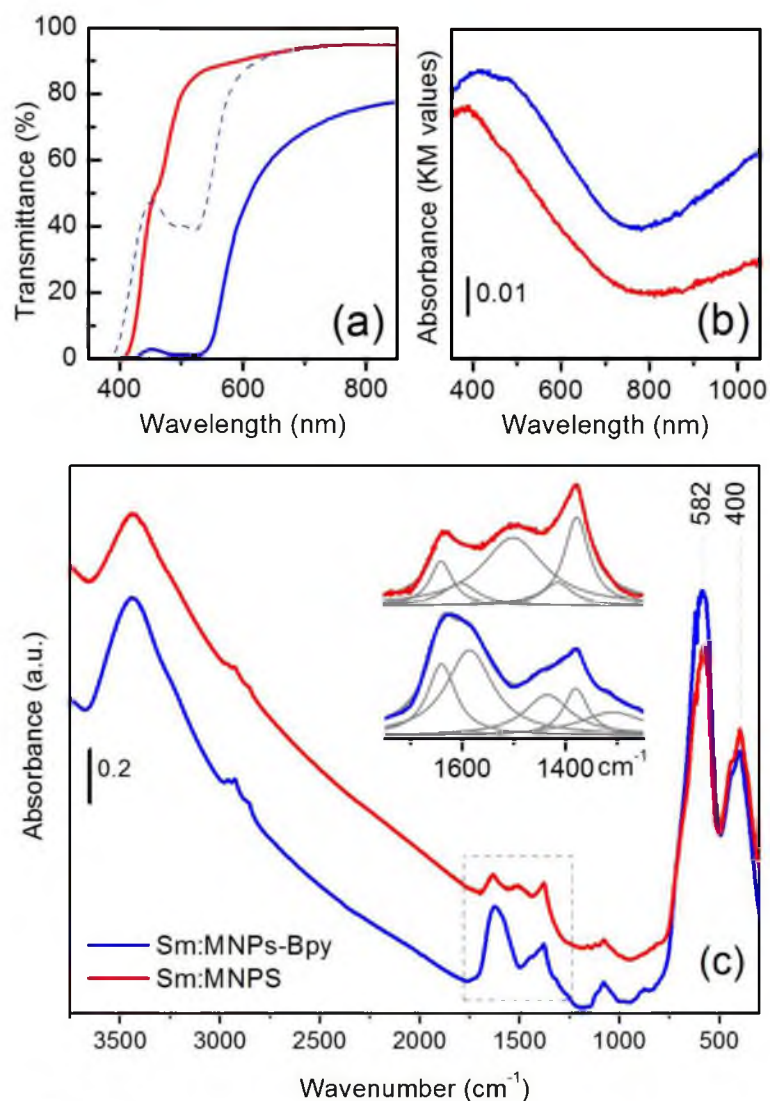 100
80
60
40
20
0
Transmittance (%)
(a)
400
600
800
Wavelength (nm)
Absorbance (KM values)
0.01
(b)
400
600
800
1000
Wavelength (nm)
582
400
Absorbance (a.u.)
0.2
1600
1400
cm⁻¹
Sm:MNPs-Bpy
Sm:MNPS
(c)
3500
3000
2500
2000
1500
1000
500
Wavenumber (cm⁻¹)